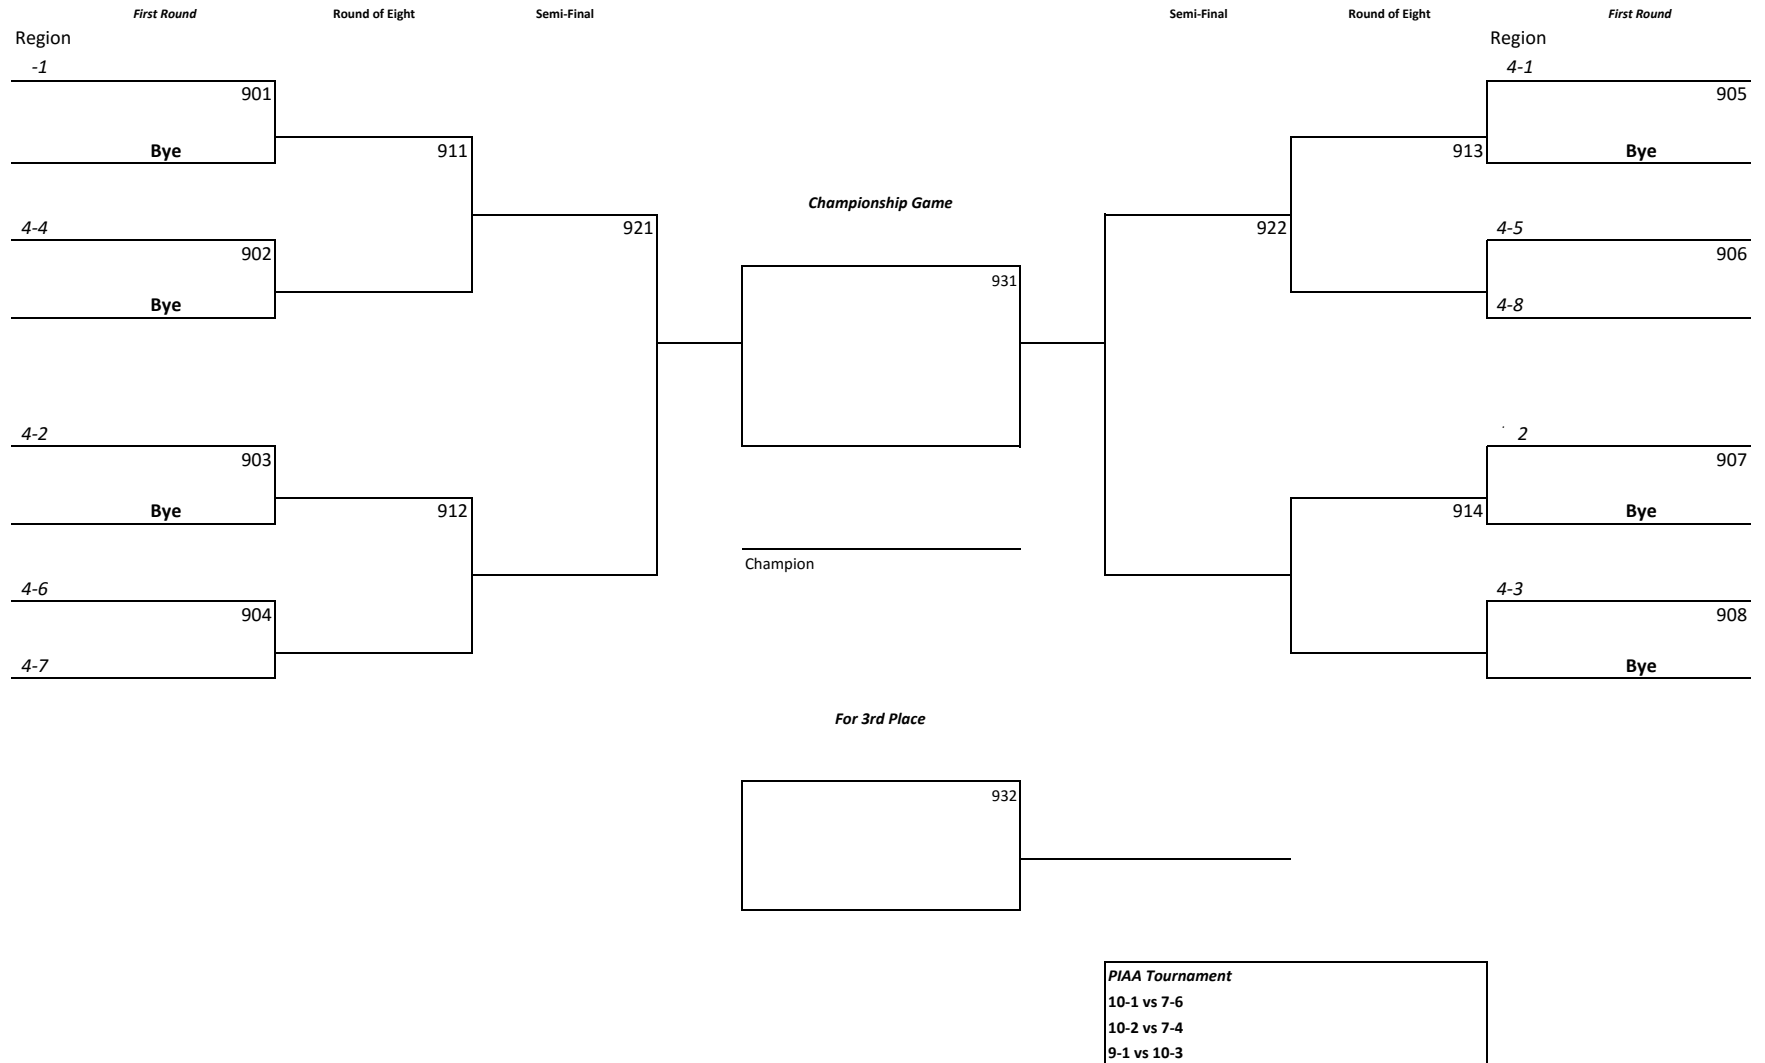 First Round Round of Eight Semi-Final Semi-Final Round of Eight First Round
Region Region
-1 4-1
901 905
Bye 911 913 Bye
Championship Game
4-4 921 922 4-5
902 906
931
Bye 4-8
4-2 2
903 907
Bye 912 914 Bye
Champion
4-6 4-3
904 908
4-7 Bye
For 3rd Place
932
PIAA Tournament
10-1 vs 7-6
10-2 vs 7-4
9-1 vs 10-3